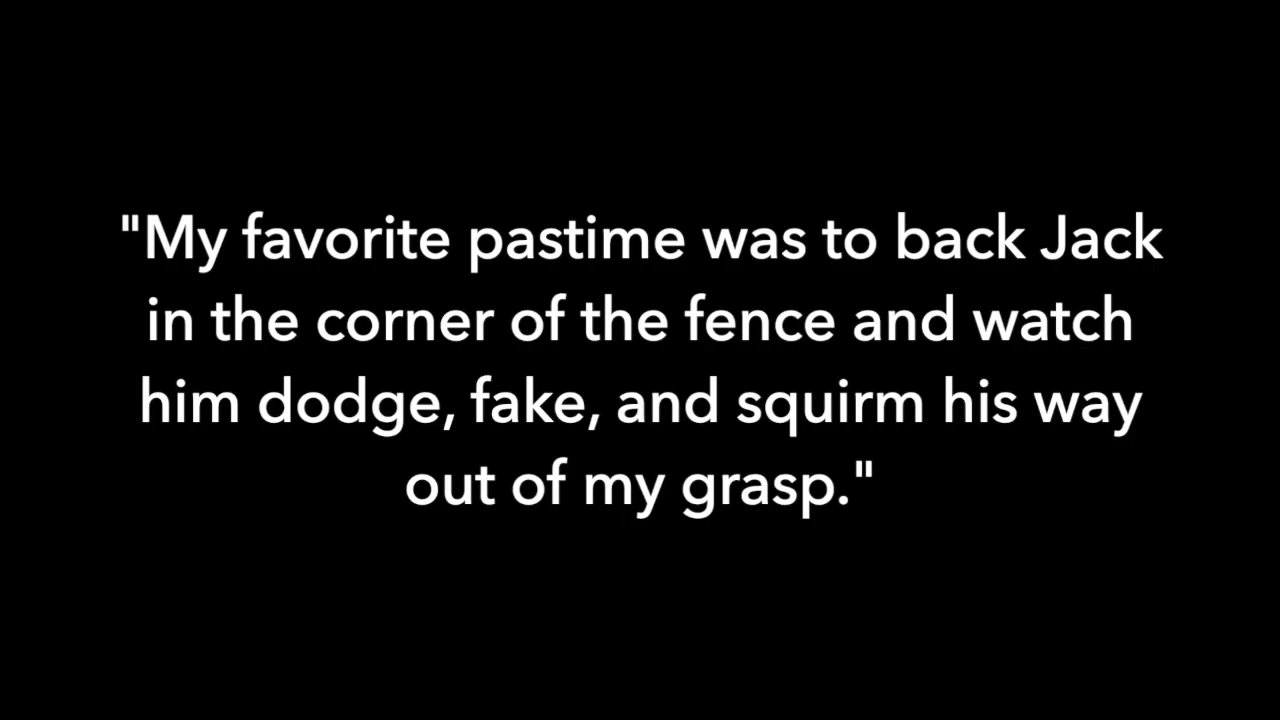 "My favorite pastime was to back Jack
in the corner of the fence and watch
him dodge, fake, and squirm his way
out of my grasp."